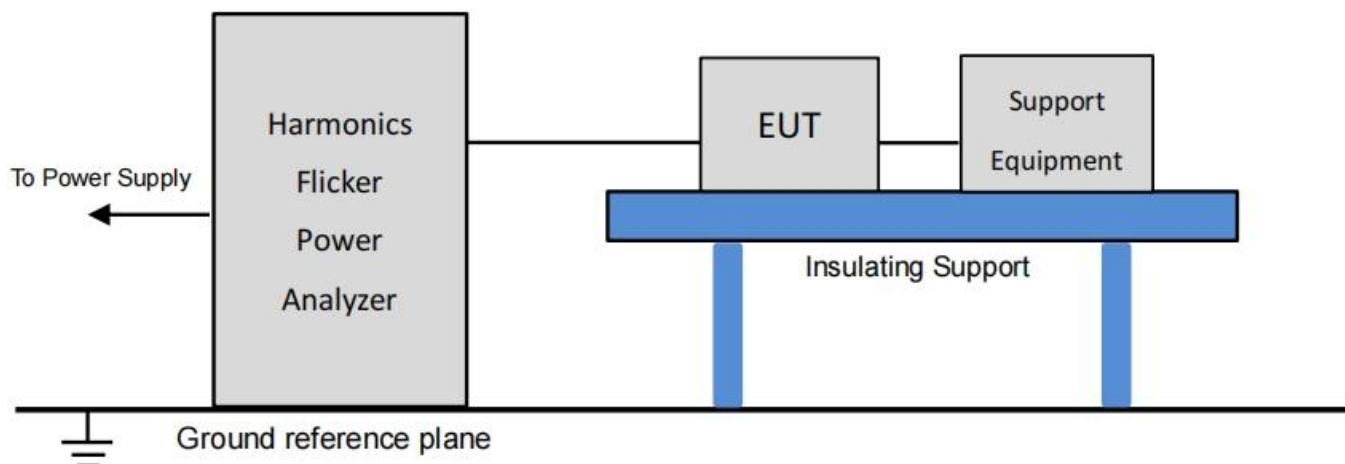 To Power Supply
Harmonics
Flicker
Power
Analyzer
EUT
Support
Equipment
Insulating Support
Ground reference plane